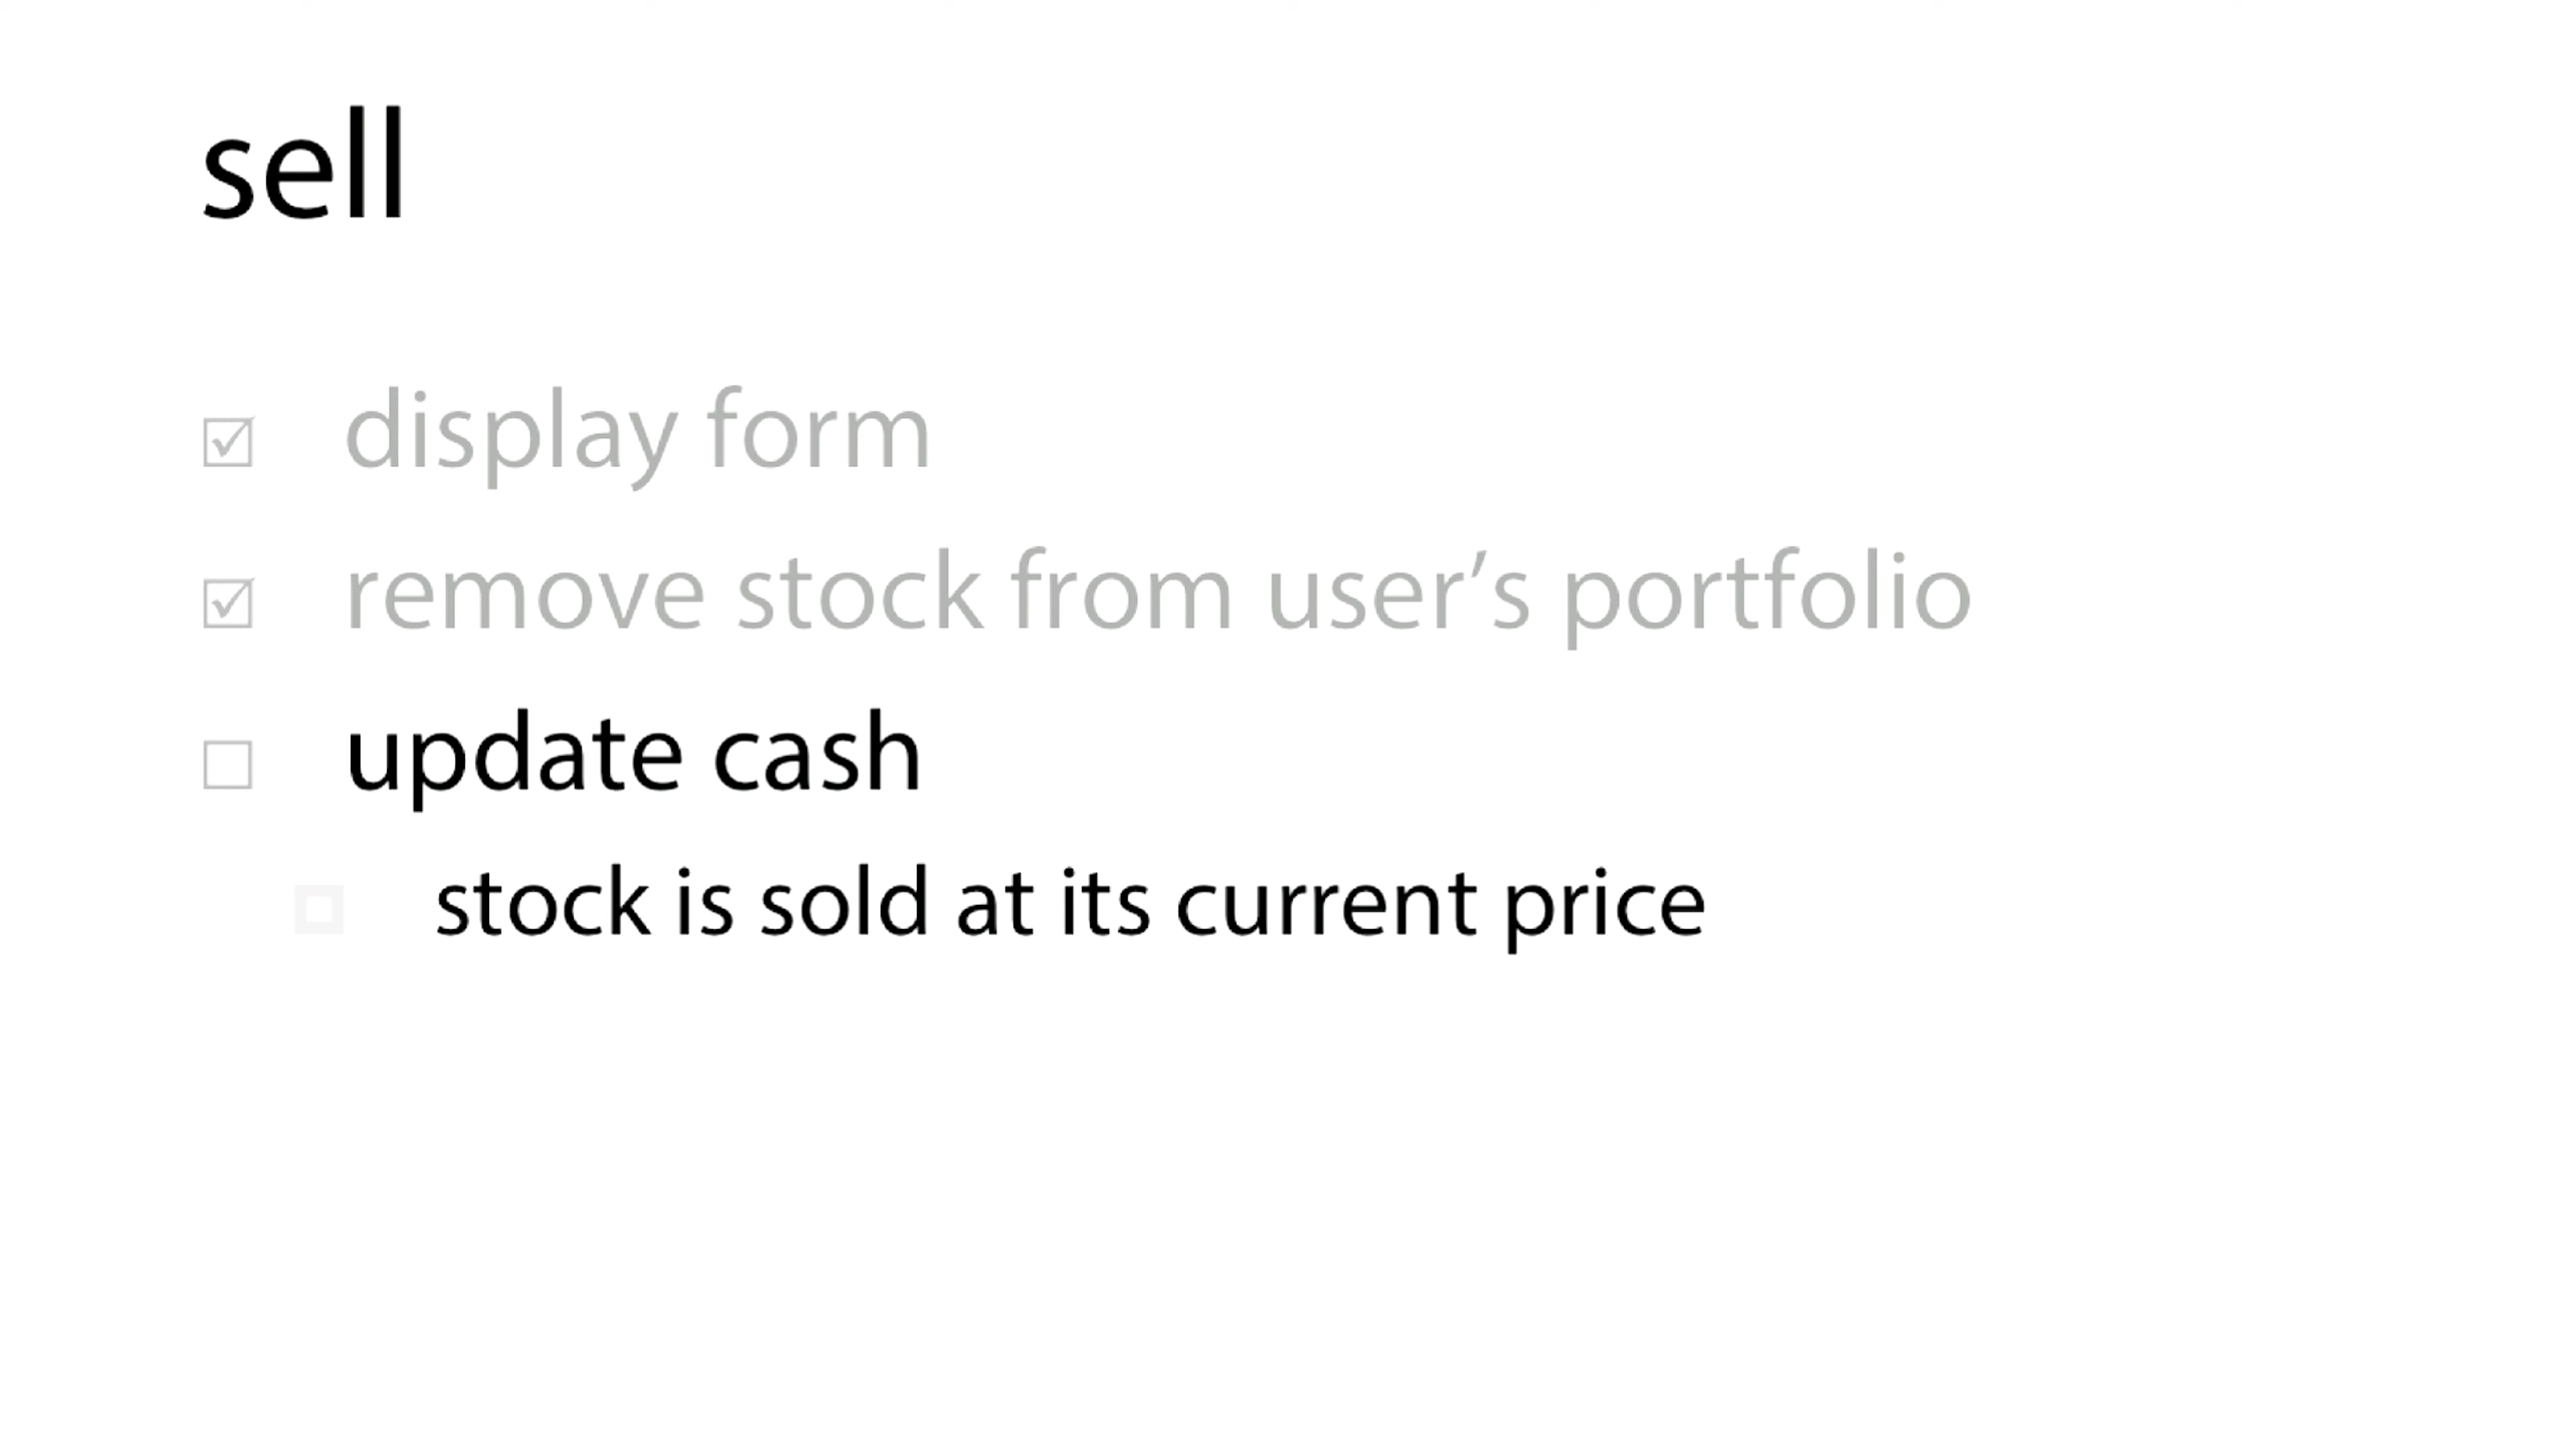 sell
☑ display form
☑ remove stock from user’s portfolio
☐ update cash
stock is sold at its current price